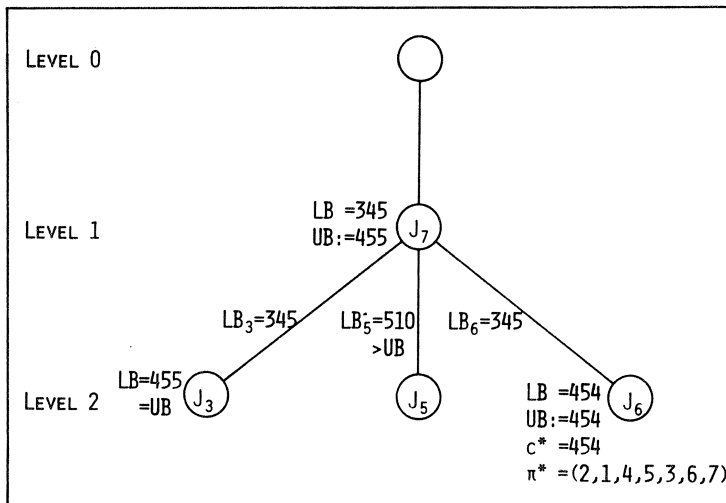 LEVEL 0
LB =345
UB:=455
J7
LEVEL 1
LB3=345
LB5=510
>UB
LB6=345
LB=455
=UB
J3
J5
J6
LEVEL 2
LB =454
UB:=454
c* =454
π* =(2,1,4,5,3,6,7)